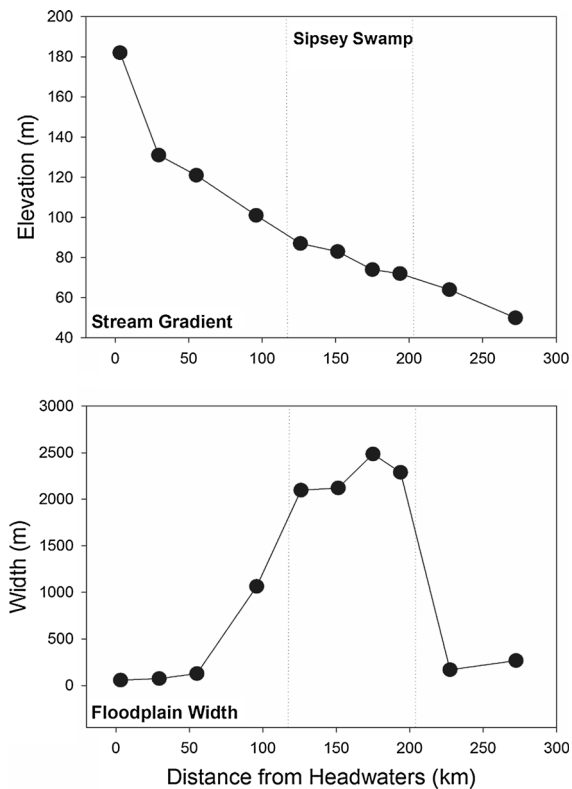 200
Sipsey Swamp
180
160
140
120
100
80
60
40
Elevation (m)
Stream Gradient
0 50 100 150 200 250 300
3000
2500
2000
1500
1000
500
0
Width (m)
Floodplain Width
0 50 100 150 200 250 300
Distance from Headwaters (km)